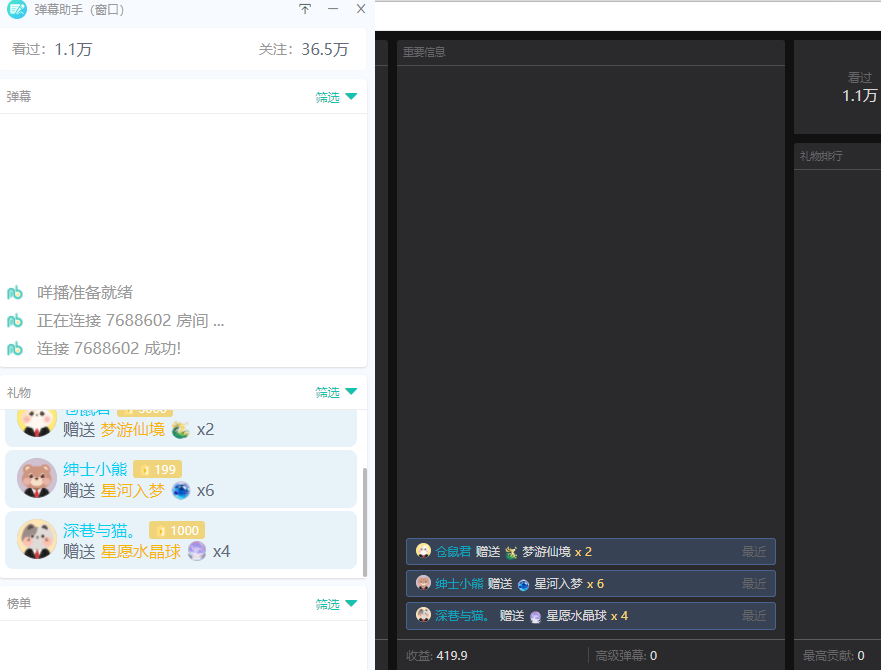 弹幕助手（窗口）
看过: 1.1万
关注: 36.5万
弹幕
筛选
咩播准备就绪
正在连接 7688602 房间 ...
连接 7688602 成功!
礼物
筛选
仓鼠君
赠送 梦游仙境 x2
绅士小熊 199
赠送 星河入梦 x6
深巷与猫。 1000
赠送 星愿水晶球 x4
榜单
筛选
重要信息
仓鼠君 赠送 梦游仙境 x 2 最近
绅士小熊 赠送 星河入梦 x 6 最近
深巷与猫。 赠送 星愿水晶球 x 4 最近
收益: 419.9
高级弹幕: 0
看过
1.1万
礼物排行
最高贡献: 0